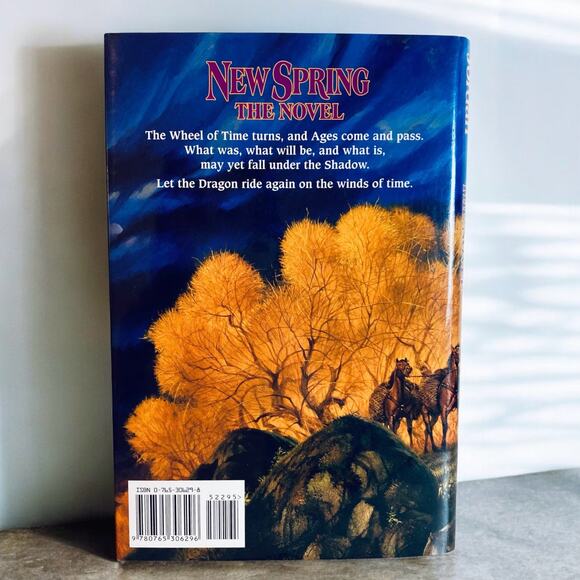 NEW SPRING
THE NOVEL
The Wheel of Time turns, and Ages come and pass.
What was, what will be, and what is,
may yet fall under the Shadow.
Let the Dragon ride again on the winds of time.
ISBN 0-765-30629-8
52295>
9 780765 306296